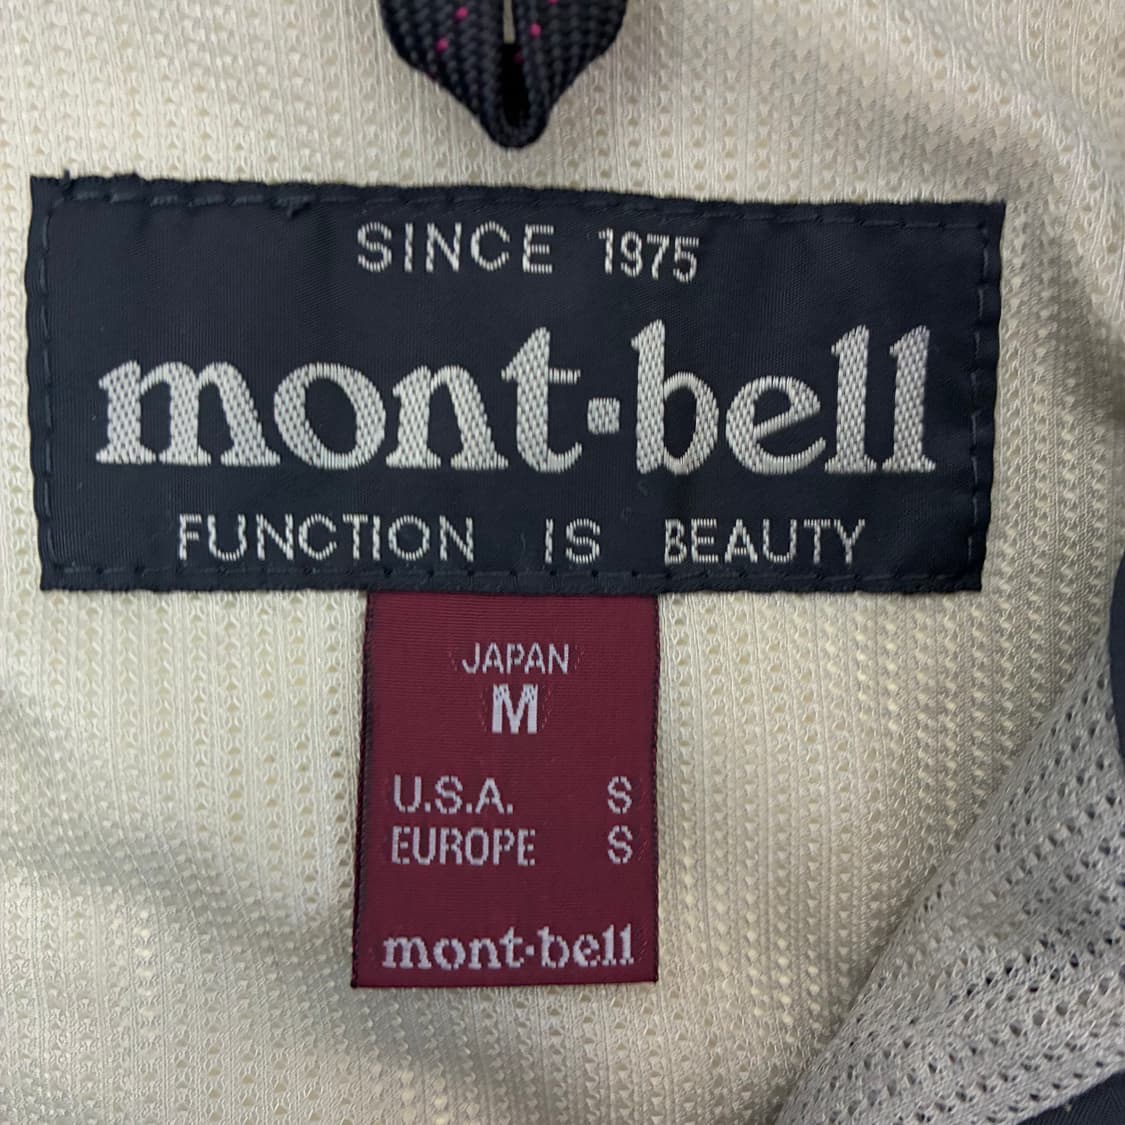 SINCE 1975
mont·bell
FUNCTION IS BEAUTY
JAPAN
M
U.S.A. S
EUROPE S
mont·bell